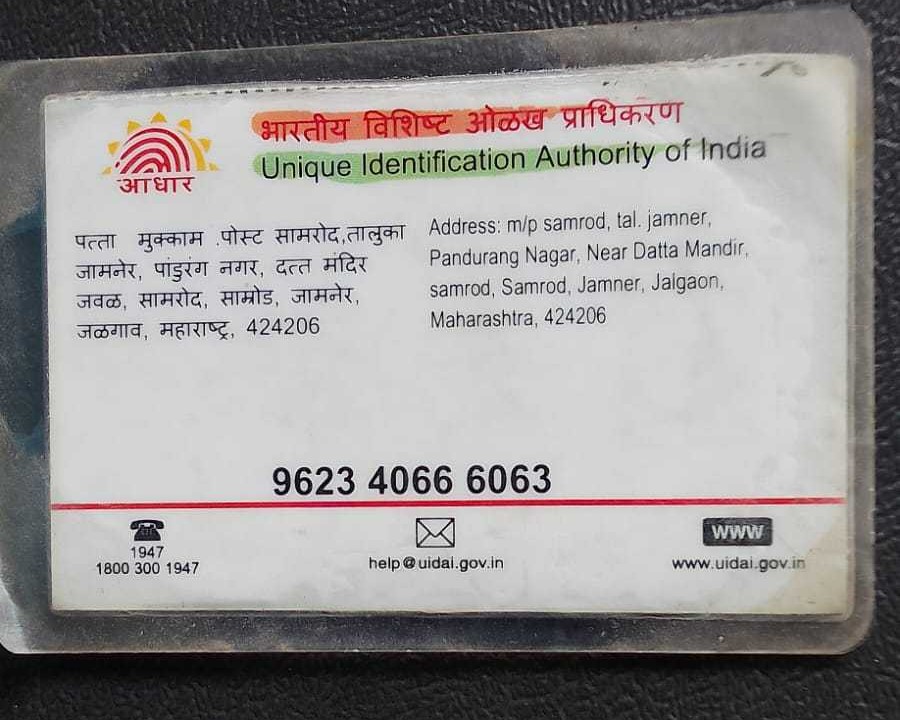 भारतीय विशिष्ट ओळख प्राधिकरण
Unique Identification Authority of India
आधार
पत्ता मुक्काम .पोस्ट सामरोद,तालुका
जामनेर, पांडुरंग नगर, दत्त मंदिर
जवळ, सामरोद, साम्रोड, जामनेर,
जळगाव, महाराष्ट्र, 424206
Address: m/p samrod, tal. jamner,
Pandurang Nagar, Near Datta Mandir,
samrod, Samrod, Jamner, Jalgaon,
Maharashtra, 424206
9623 4066 6063
1947
1800 300 1947
help@uidai.gov.in
www
www.uidai.gov.in